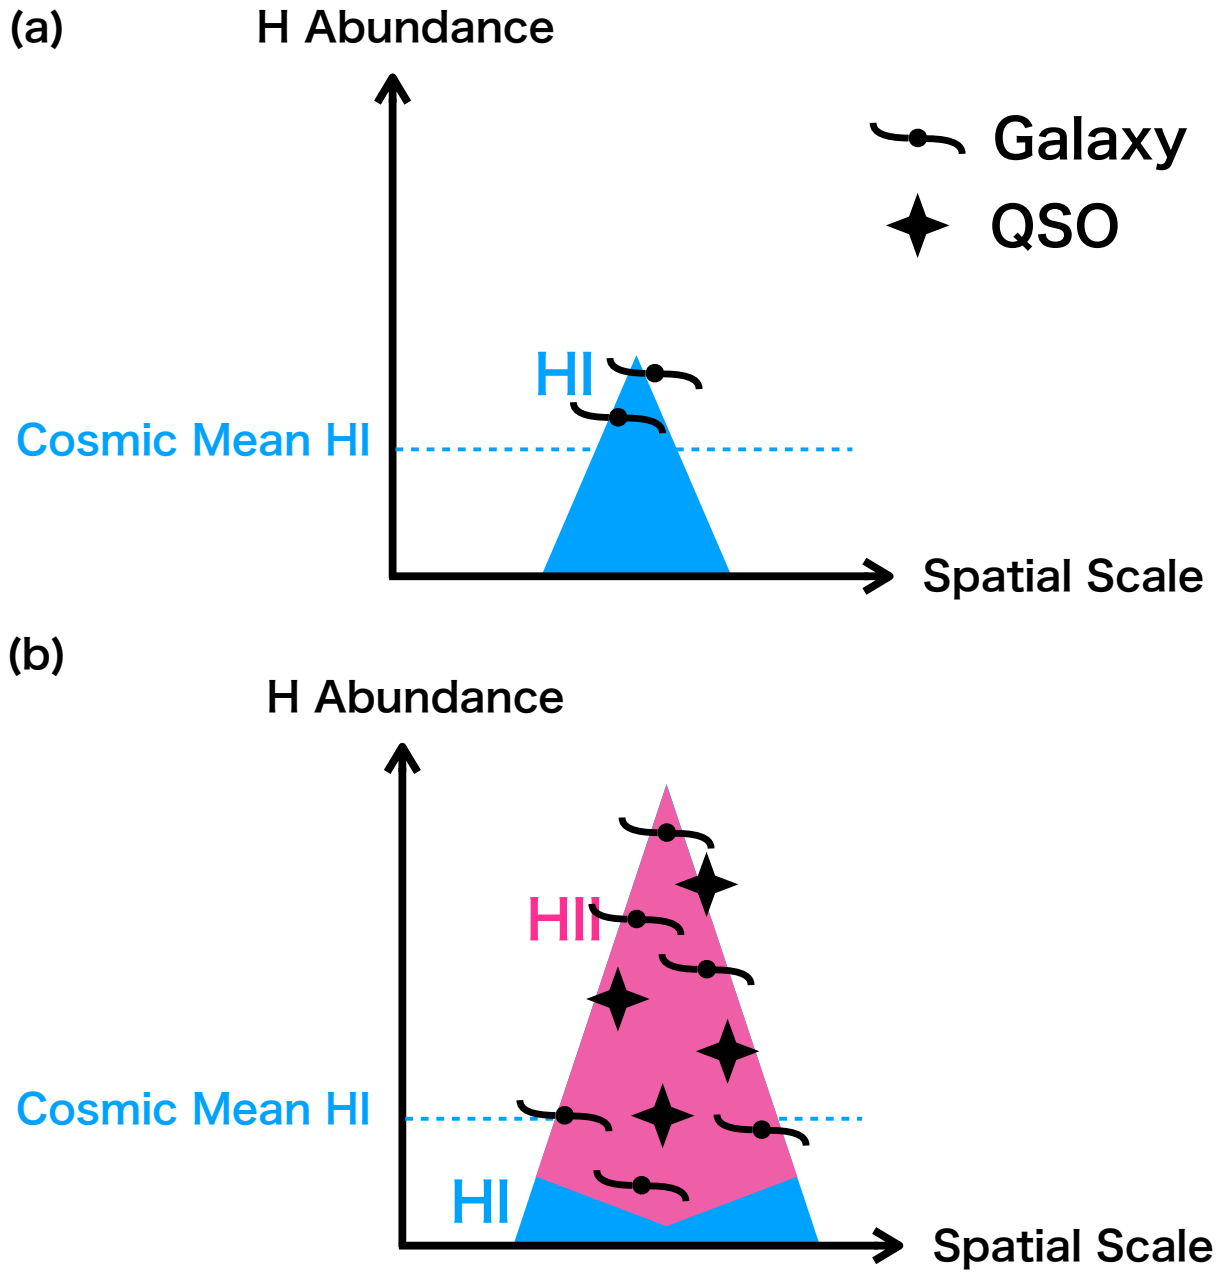 (a)
H Abundance
Galaxy
QSO
HI
Cosmic Mean HI
Spatial Scale
(b)
H Abundance
HII
Cosmic Mean HI
HI
Spatial Scale